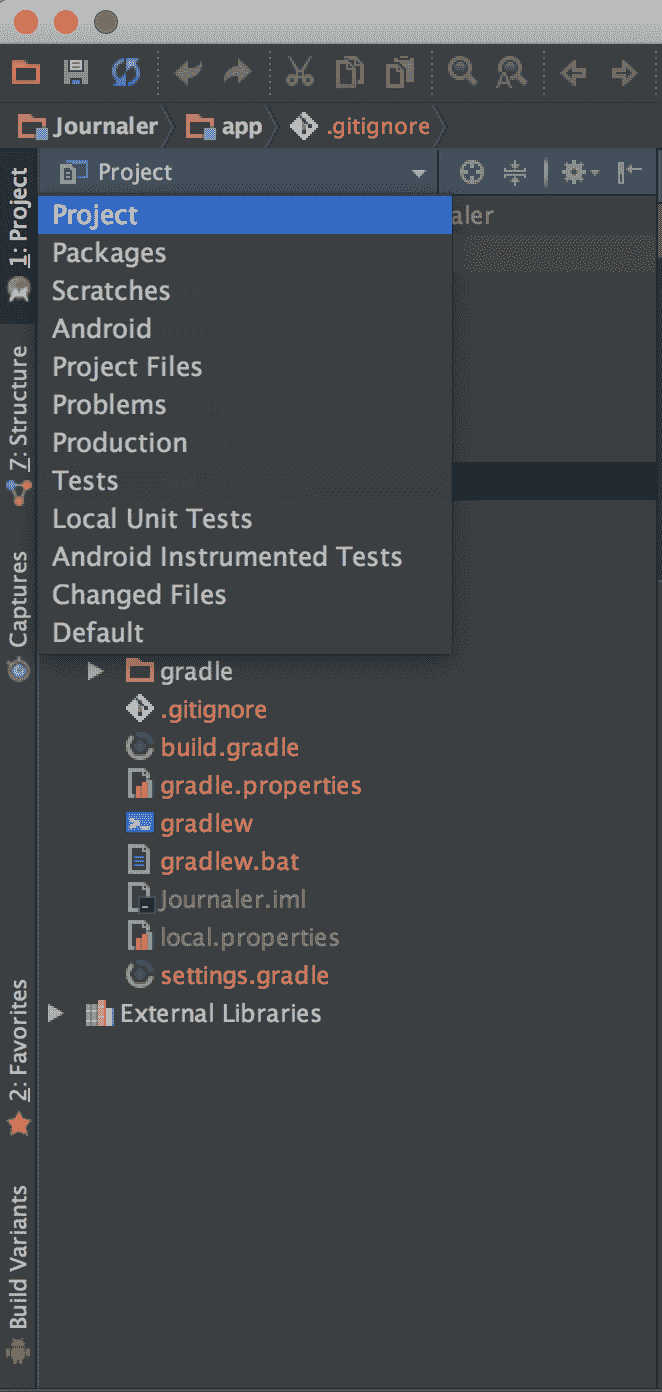 Journaler app .gitignore
Project
aler
Project
Packages
Scratches
Android
Project Files
Problems
Production
Tests
Local Unit Tests
Android Instrumented Tests
Changed Files
Default
gradle
.gitignore
build.gradle
gradle.properties
gradlew
gradlew.bat
Journaler.iml
local.properties
settings.gradle
External Libraries
1: Project
7: Structure
Captures
2: Favorites
Build Variants